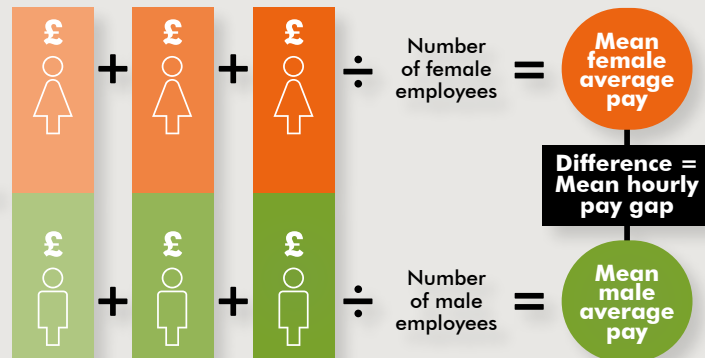 £ + £ + £ ÷ Number
of female
employees
=
Mean
female
average
pay
Difference =
Mean hourly
pay gap
£ + £ + £ ÷ Number
of male
employees
=
Mean
male
average
pay